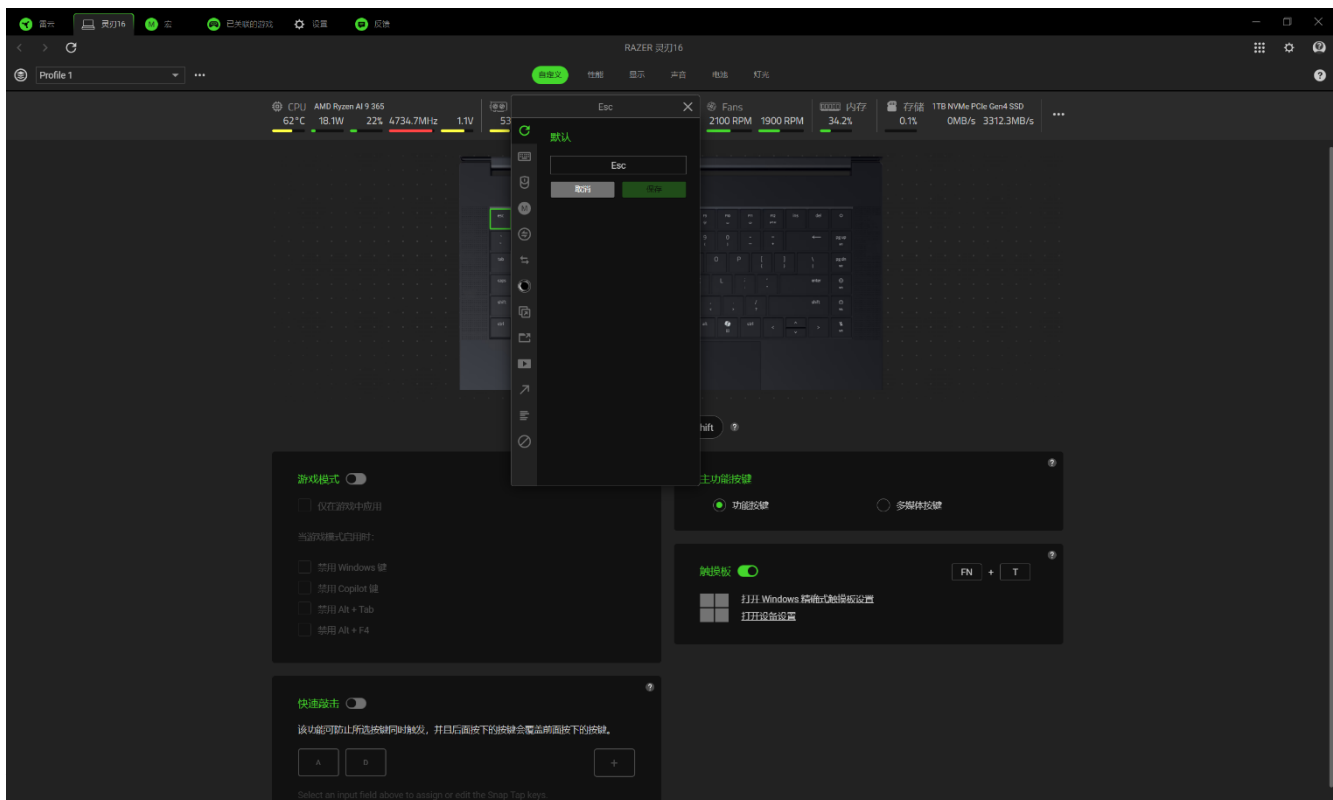 雷云 灵刃16 宏 已关联的游戏 设置 反馈
RAZER 灵刃16
Profile 1 自定义 性能 显示 声音 电池 灯光
CPU AMD Ryzen AI 9 365
62°C 18.1W 22% 4734.7MHz 1.1V
53
Fans
2100 RPM 1900 RPM
内存
34.2%
存储 1TB NVMe PCIe Gen4 SSD
0.1% 0MB/s 3312.3MB/s
Esc
默认
Esc
取消 保存
hift
游戏模式
仅在游戏中应用
当游戏模式启用时:
禁用 Windows 键
禁用 Copilot 键
禁用 Alt + Tab
禁用 Alt + F4
主功能按键
功能按键 多媒体按键
触摸板 FN + T
打开 Windows 精确式触摸板设置
打开设备设置
快速敲击
该功能可防止所选按键同时触发，并且后面按下的按键会覆盖前面按下的按键。
A D +
Select an input field above to assign or edit the Snap Tap keys.